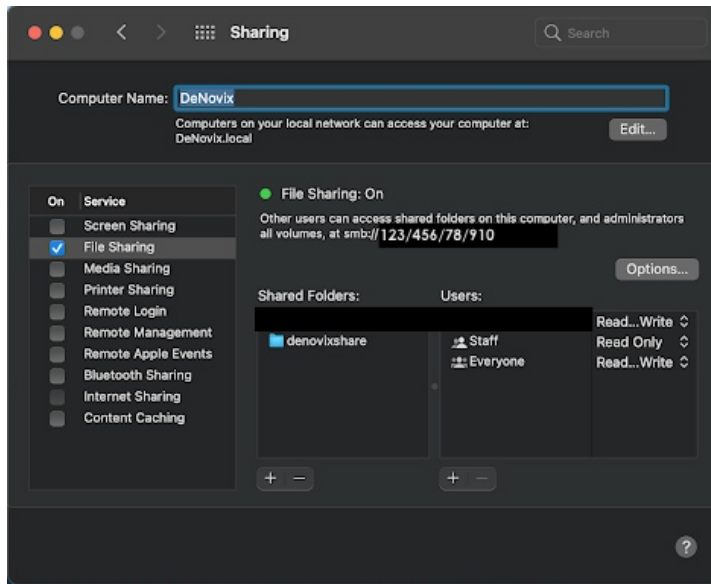 Sharing
Search
Computer Name: DeNovix
Computers on your local network can access your computer at:
DeNovix.local
Edit...
On Service
Screen Sharing
File Sharing
Media Sharing
Printer Sharing
Remote Login
Remote Management
Remote Apple Events
Bluetooth Sharing
Internet Sharing
Content Caching
File Sharing: On
Other users can access shared folders on this computer, and administrators
all volumes, at smb://123/456/78/910
Options...
Shared Folders:
denovixshare
Users:
Read...Write
Staff Read Only
Everyone Read...Write
+ −
+ −
?